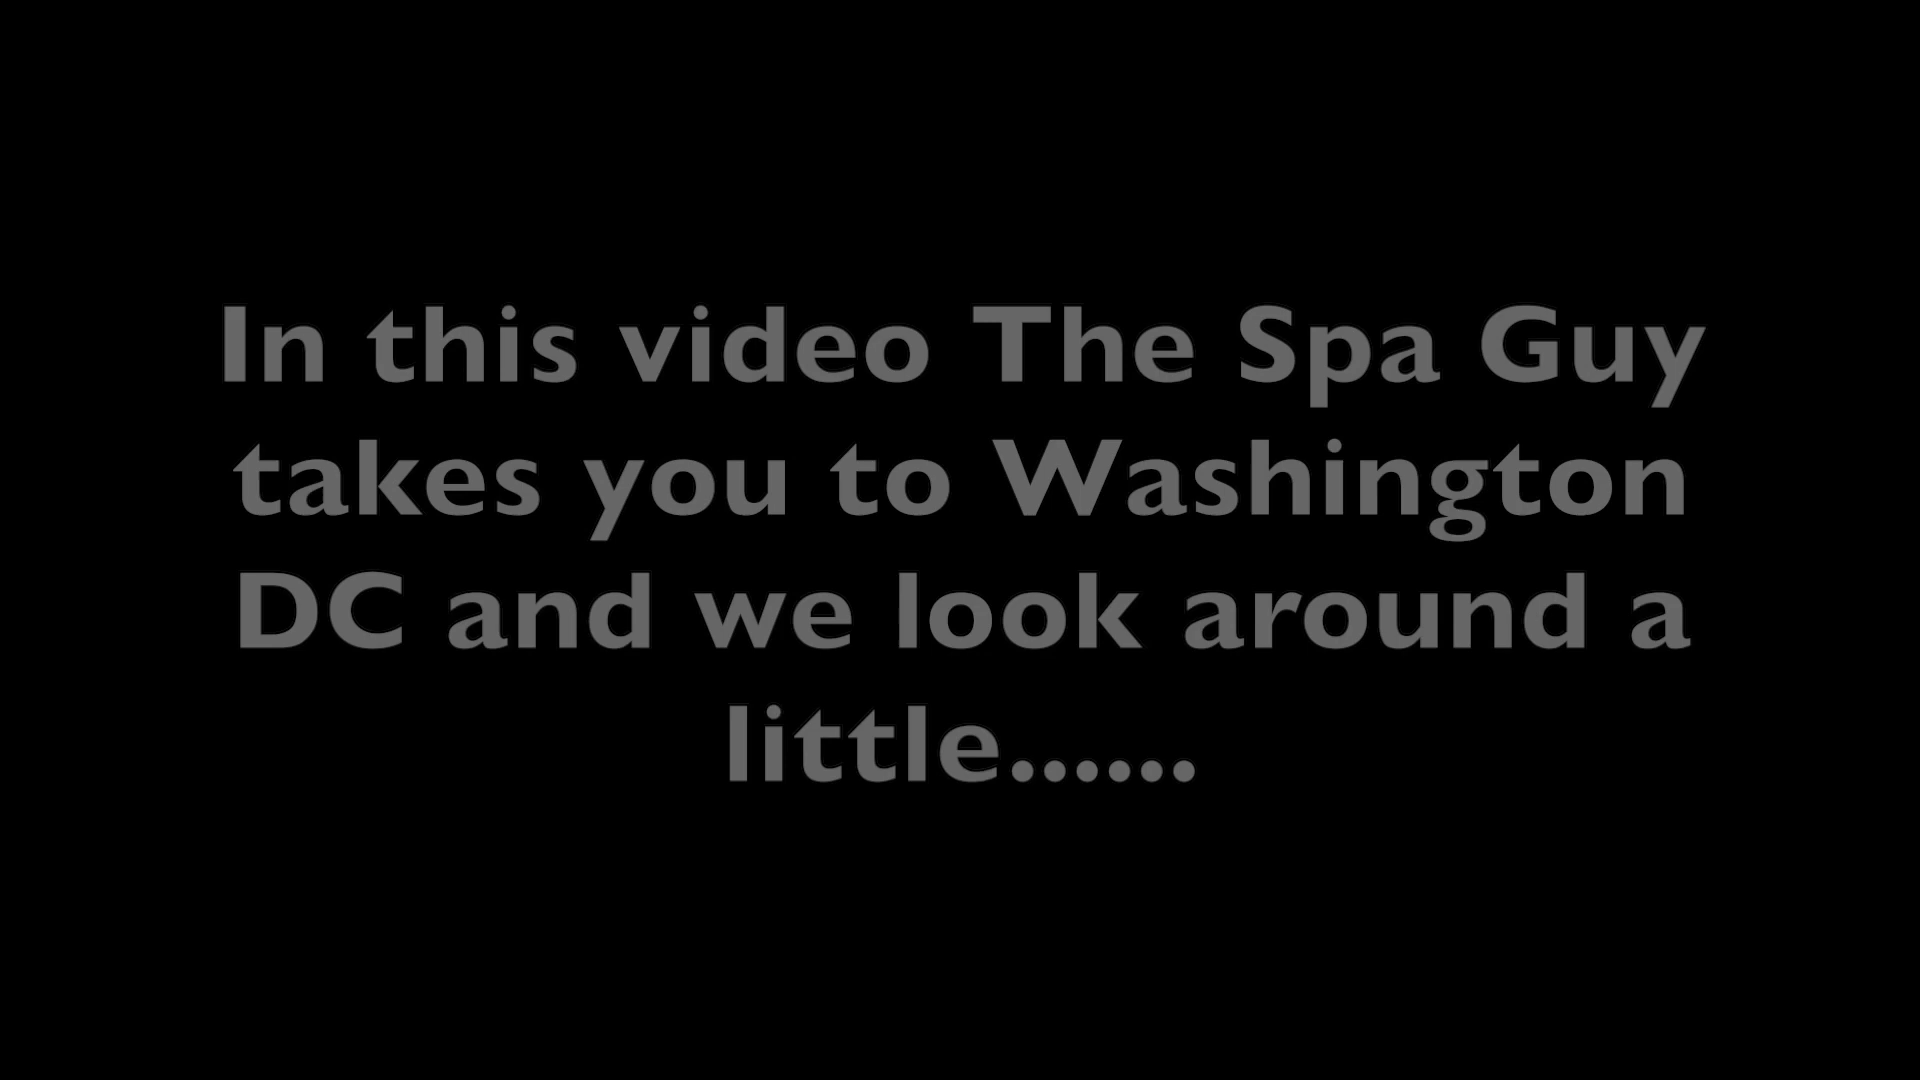 In this video The Spa Guy
takes you to Washington
DC and we look around a
little......